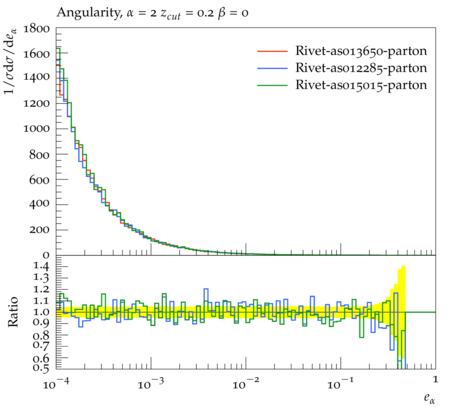 Angularity, α = 2 z_cut = 0.2 β = 0
1/σdσ/de_α
1800
1600
1400
1200
1000
800
600
400
200
0
Rivet-as013650-parton
Rivet-as012285-parton
Rivet-as015015-parton
Ratio
1.4
1.3
1.2
1.1
1.0
0.9
0.8
0.7
0.6
0.5
10⁻⁴ 10⁻³ 10⁻² 10⁻¹ 1
e_α